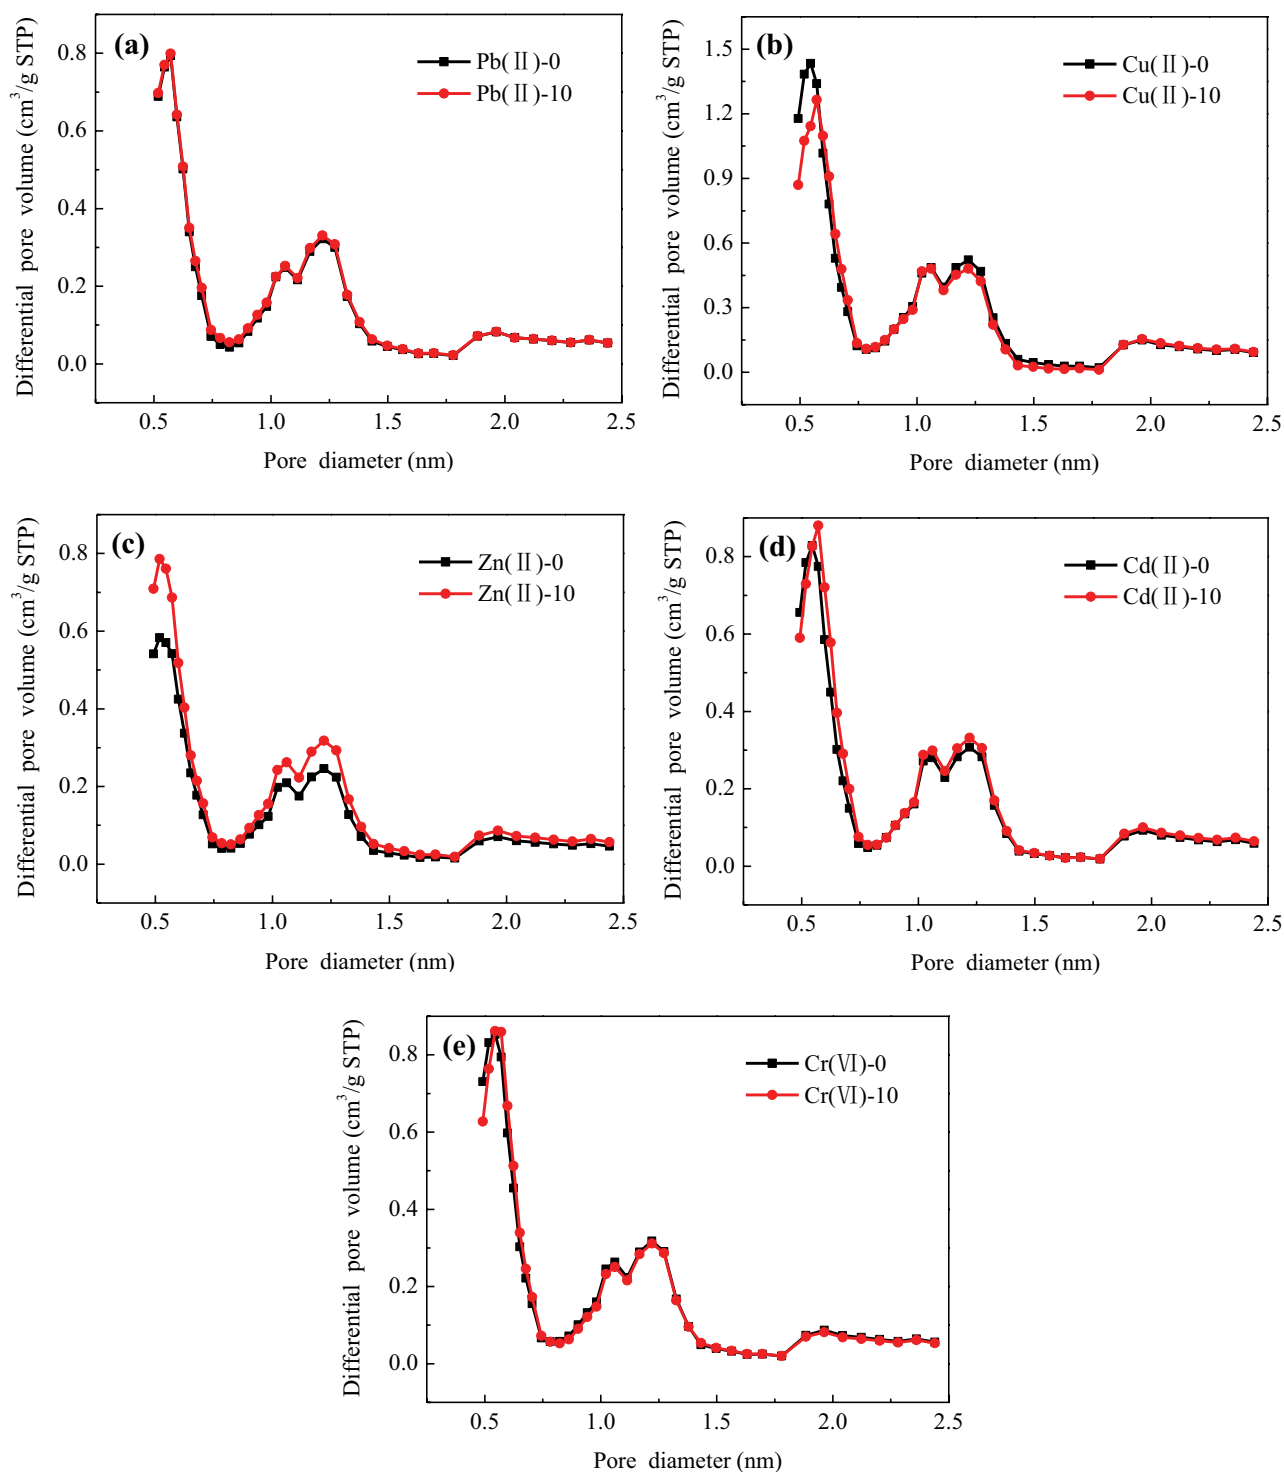 (a)
Pb(Ⅱ)-0
Pb(Ⅱ)-10
0.8
0.6
0.4
0.2
0.0
Differential pore volume (cm³/g STP)
0.5 1.0 1.5 2.0 2.5
Pore diameter (nm)
(b)
Cu(Ⅱ)-0
Cu(Ⅱ)-10
1.5
1.2
0.9
0.6
0.3
0.0
Differential pore volume (cm³/g STP)
0.5 1.0 1.5 2.0 2.5
Pore diameter (nm)
(c)
Zn(Ⅱ)-0
Zn(Ⅱ)-10
0.8
0.6
0.4
0.2
0.0
Differential pore volume (cm³/g STP)
0.5 1.0 1.5 2.0 2.5
Pore diameter (nm)
(d)
Cd(Ⅱ)-0
Cd(Ⅱ)-10
0.8
0.6
0.4
0.2
0.0
Differential pore volume (cm³/g STP)
0.5 1.0 1.5 2.0 2.5
Pore diameter (nm)
(e)
Cr(Ⅵ)-0
Cr(Ⅵ)-10
0.8
0.6
0.4
0.2
0.0
Differential pore volume (cm³/g STP)
0.5 1.0 1.5 2.0 2.5
Pore diameter (nm)